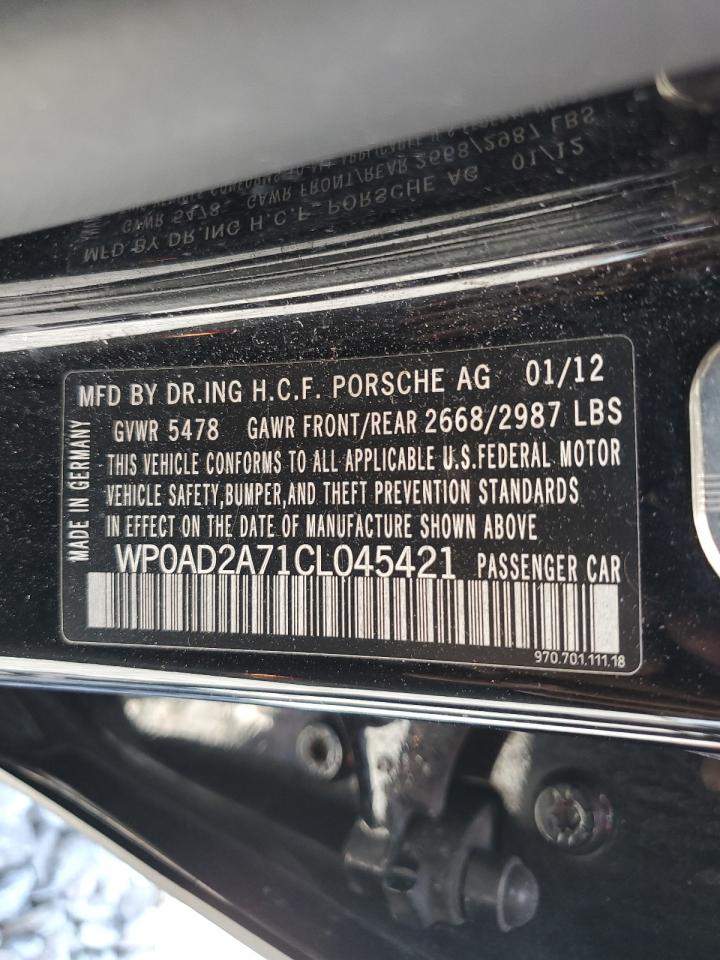 MFD BY DR.ING H.C.F. PORSCHE AG 01/12
GVWR 5478 GAWR FRONT/REAR 2668/2987 LBS
THIS VEHICLE CONFORMS TO ALL APPLICABLE U.S.FEDERAL MOTOR
VEHICLE SAFETY,BUMPER,AND THEFT PREVENTION STANDARDS
IN EFFECT ON THE DATE OF MANUFACTURE SHOWN ABOVE
WP0AD2A71CL045421 PASSENGER CAR
MADE IN GERMANY
970.701.111.18